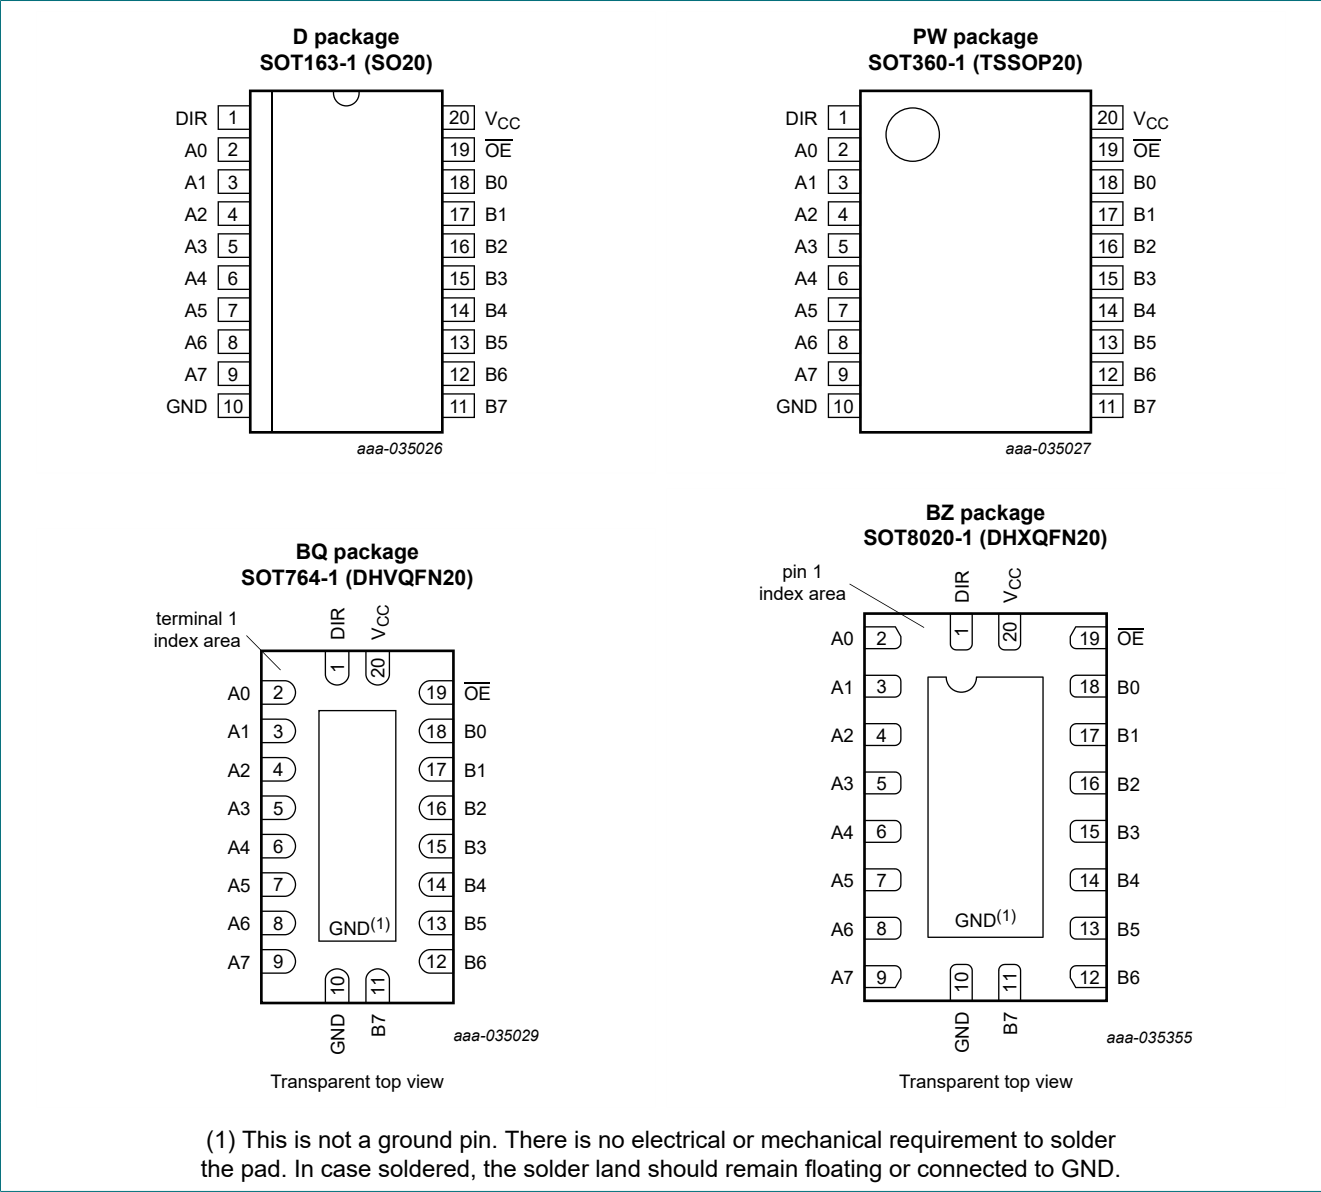 D package
SOT163-1 (SO20)
DIR 1 20 VCC
A0 2 19 OE
A1 3 18 B0
A2 4 17 B1
A3 5 16 B2
A4 6 15 B3
A5 7 14 B4
A6 8 13 B5
A7 9 12 B6
GND 10 11 B7
aaa-035026
PW package
SOT360-1 (TSSOP20)
DIR 1 20 VCC
A0 2 19 OE
A1 3 18 B0
A2 4 17 B1
A3 5 16 B2
A4 6 15 B3
A5 7 14 B4
A6 8 13 B5
A7 9 12 B6
GND 10 11 B7
aaa-035027
BQ package
SOT764-1 (DHVQFN20)
terminal 1
index area
DIR VCC
1 20
A0 2 19 OE
A1 3 18 B0
A2 4 17 B1
A3 5 16 B2
A4 6 15 B3
A5 7 14 B4
A6 8 GND(1) 13 B5
A7 9 12 B6
10 11
GND B7
aaa-035029
Transparent top view
BZ package
SOT8020-1 (DHXQFN20)
pin 1
index area
DIR VCC
1 20
A0 2 19 OE
A1 3 18 B0
A2 4 17 B1
A3 5 16 B2
A4 6 15 B3
A5 7 14 B4
A6 8 GND(1) 13 B5
A7 9 12 B6
10 11
GND B7
aaa-035355
Transparent top view
(1) This is not a ground pin. There is no electrical or mechanical requirement to solder
the pad. In case soldered, the solder land should remain floating or connected to GND.